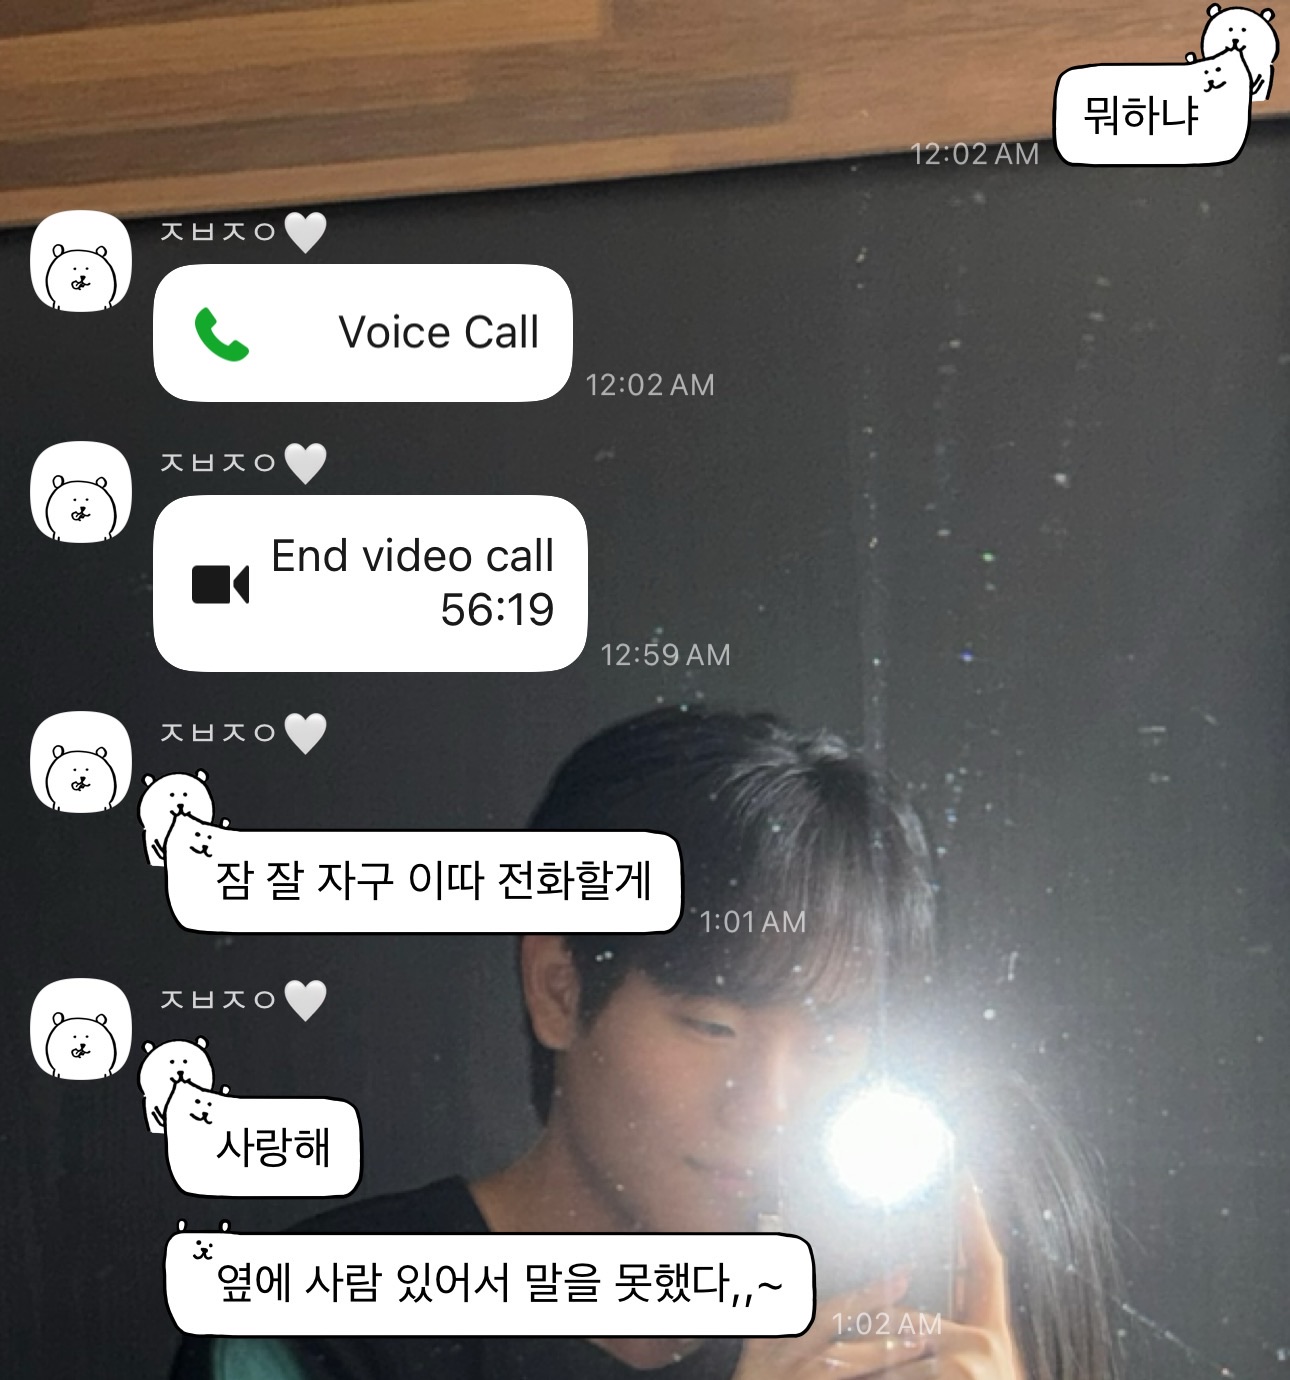 뭐하냐
12:02 AM
ㅈㅂㅈㅇ🤍
Voice Call
12:02 AM
ㅈㅂㅈㅇ🤍
End video call
56:19
12:59 AM
ㅈㅂㅈㅇ🤍
잠 잘 자구 이따 전화할게
1:01 AM
ㅈㅂㅈㅇ🤍
사랑해
옆에 사람 있어서 말을 못했다,,~
1:02 AM